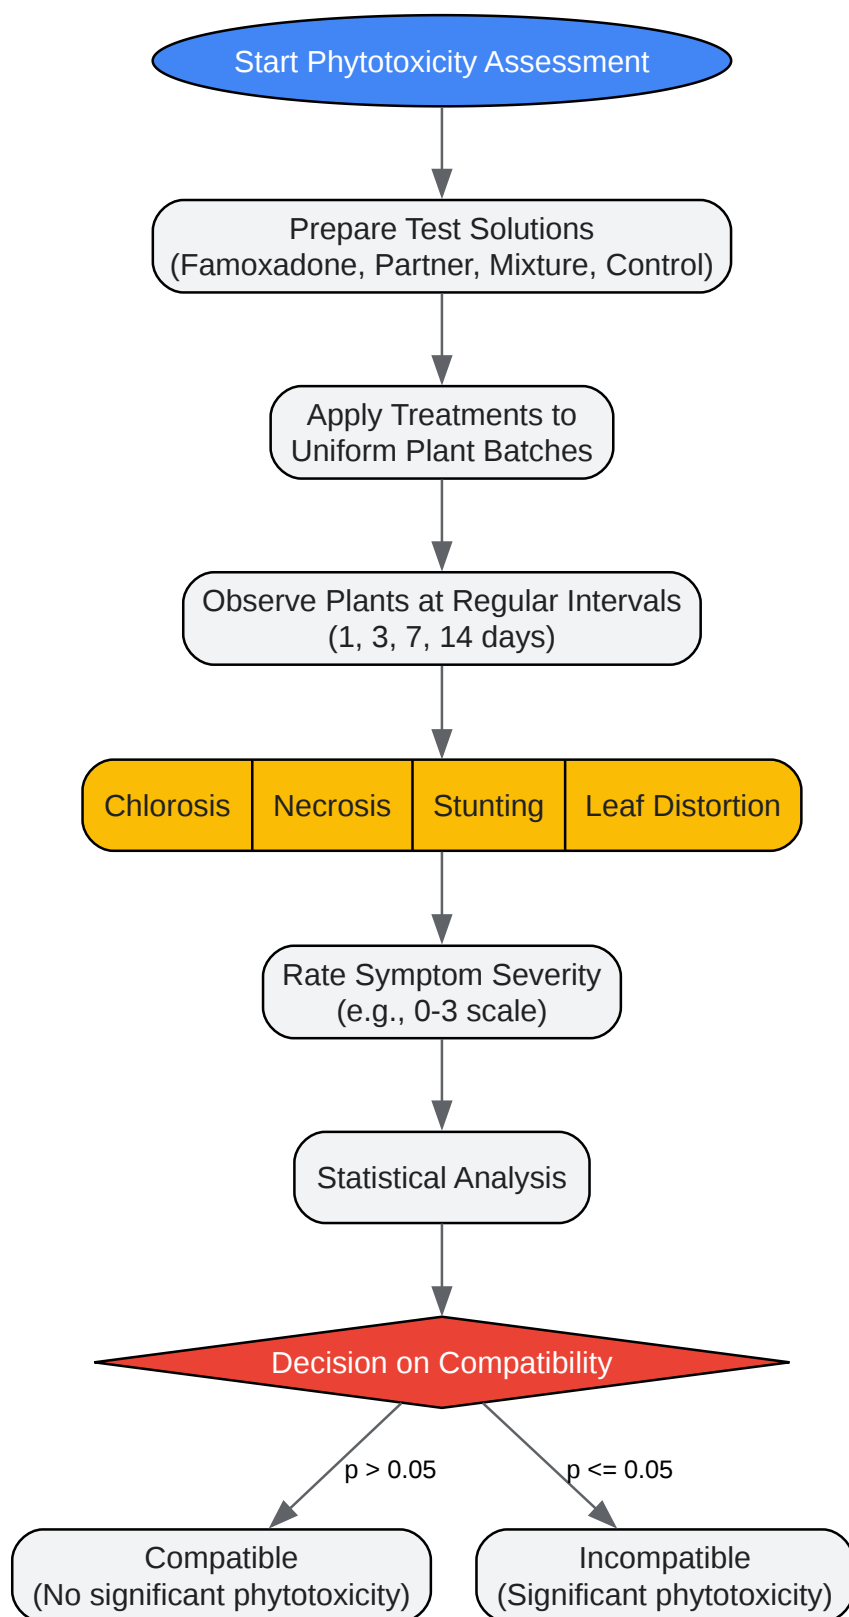 Start Phytotoxicity Assessment
Prepare Test Solutions
(Famoxadone, Partner, Mixture, Control)
Apply Treatments to
Uniform Plant Batches
Observe Plants at Regular Intervals
(1, 3, 7, 14 days)
Chlorosis
Necrosis
Stunting
Leaf Distortion
Rate Symptom Severity
(e.g., 0-3 scale)
Statistical Analysis
Decision on Compatibility
p > 0.05
p <= 0.05
Compatible
(No significant phytotoxicity)
Incompatible
(Significant phytotoxicity)